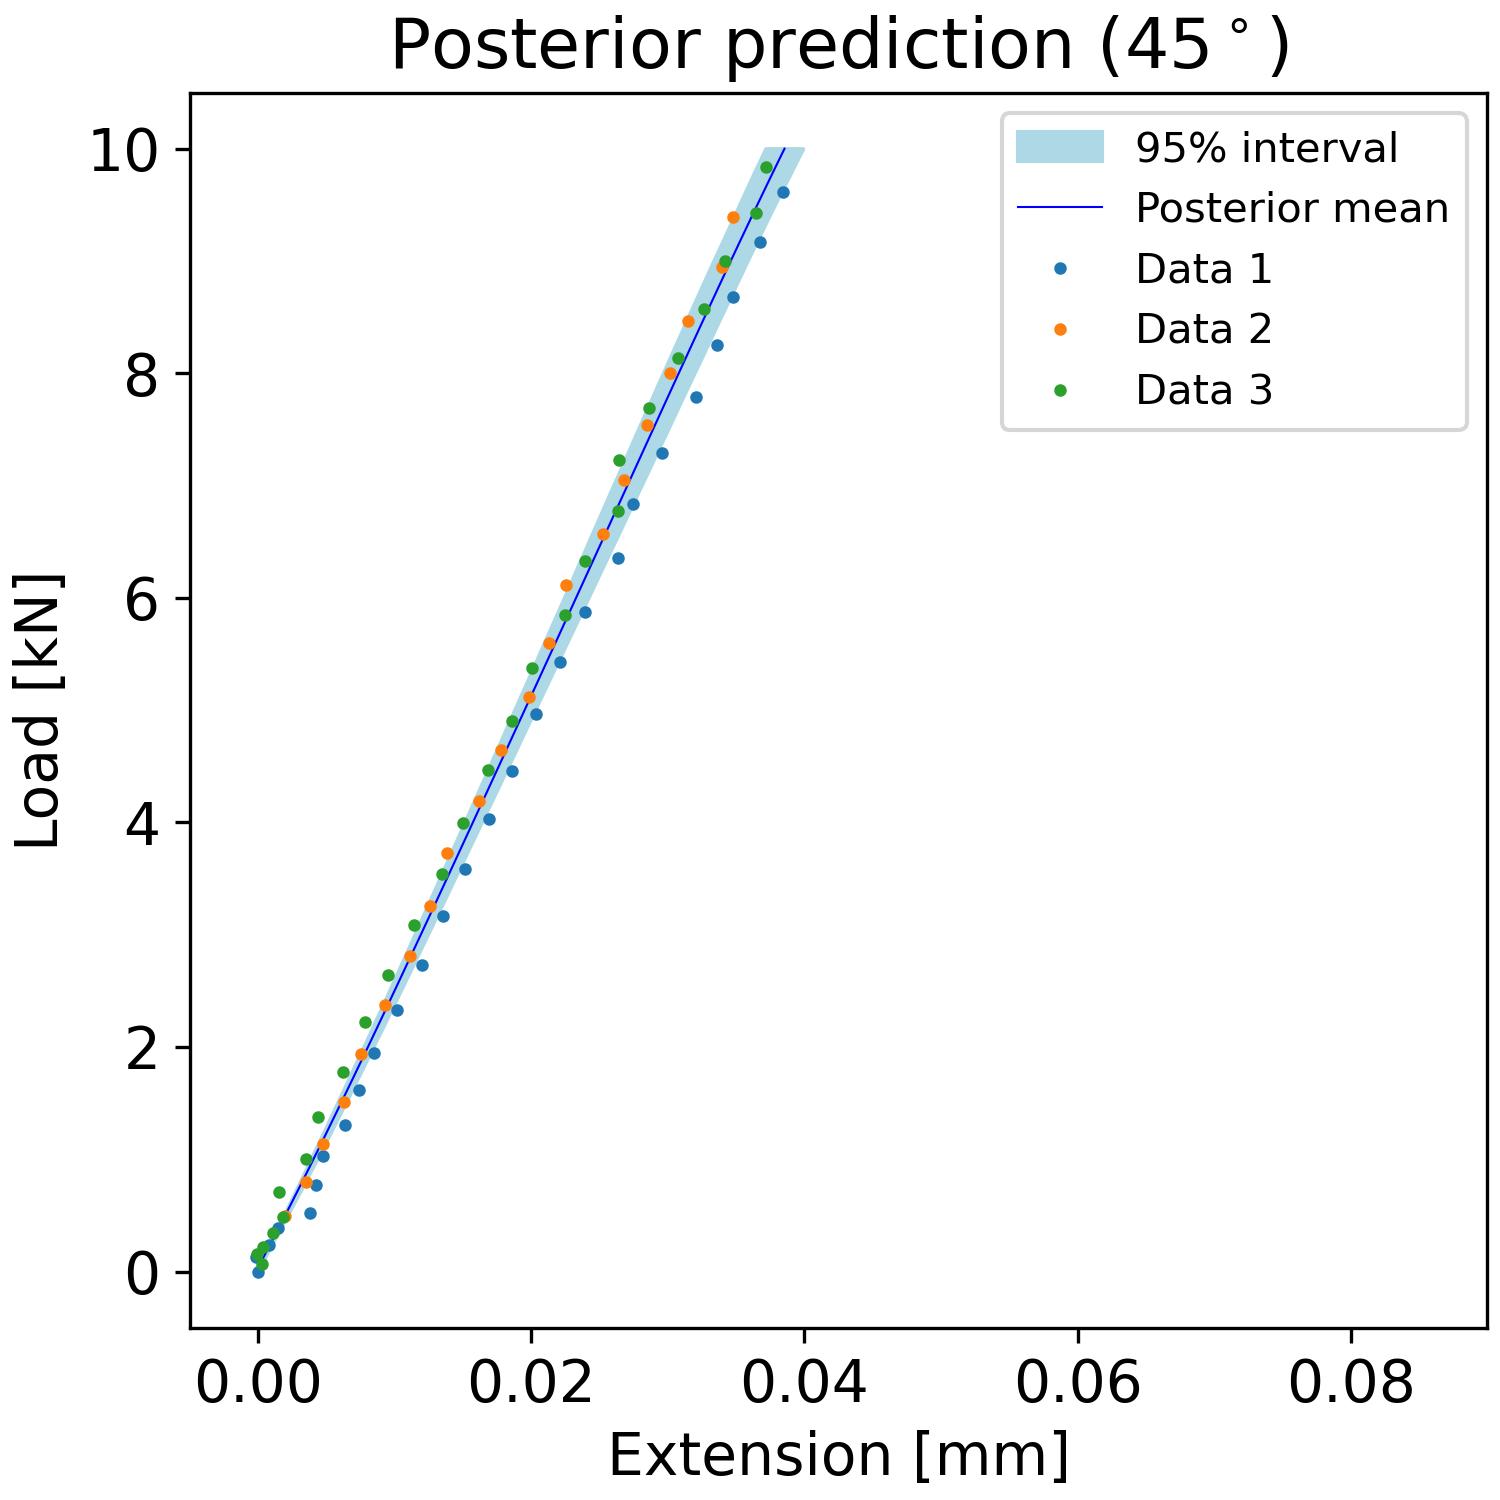 Posterior prediction (45°)
95% interval
Posterior mean
Data 1
Data 2
Data 3
Load [kN]
10
8
6
4
2
0
0.00 0.02 0.04 0.06 0.08
Extension [mm]